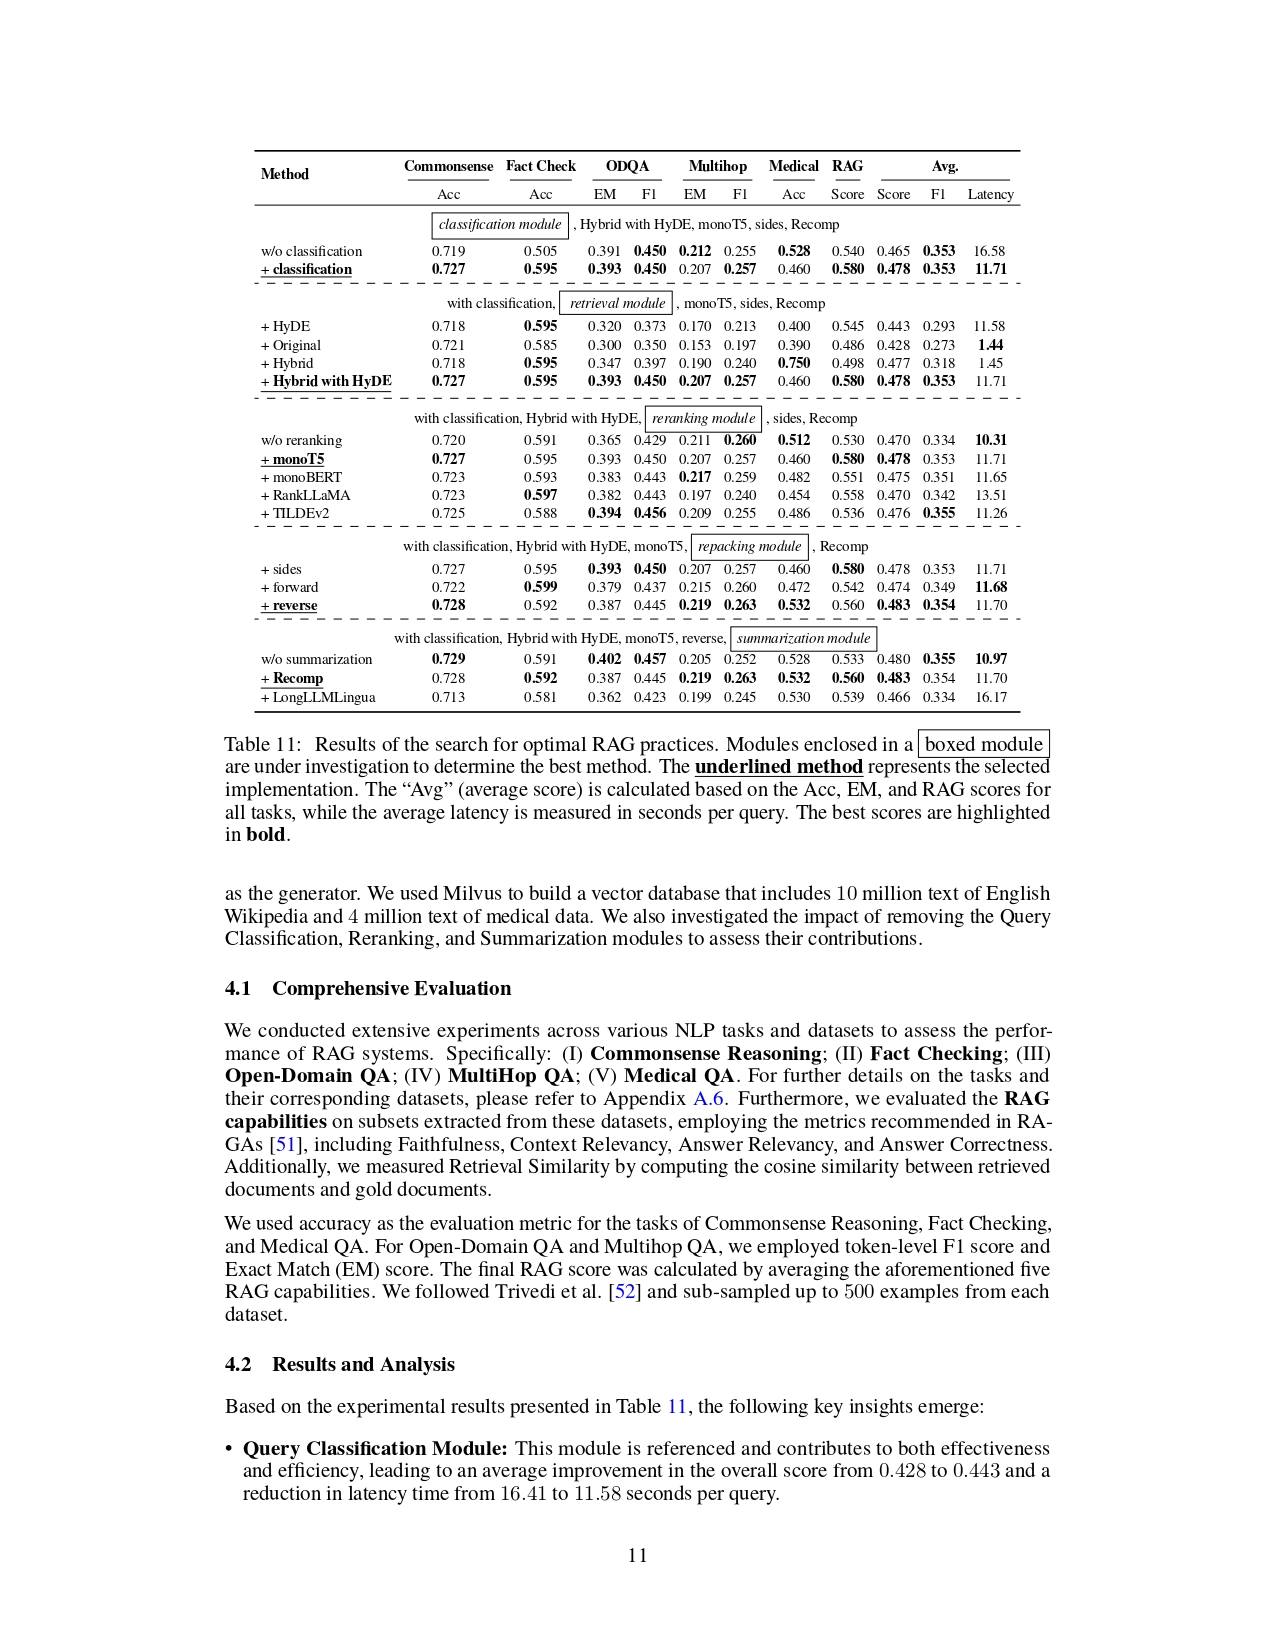 Method Commonsense Fact Check ODQA Multihop Medical RAG Avg.
Acc Acc EM F1 EM F1 Acc Score Score F1 Latency
classification module , Hybrid with HyDE, monoT5, sides, Recomp
w/o classification 0.719 0.505 0.391 0.450 0.212 0.255 0.528 0.540 0.465 0.353 16.58
+ classification 0.727 0.595 0.393 0.450 0.207 0.257 0.460 0.580 0.478 0.353 11.71
with classification, retrieval module , monoT5, sides, Recomp
+ HyDE 0.718 0.595 0.320 0.373 0.170 0.213 0.400 0.545 0.443 0.293 11.58
+ Original 0.721 0.585 0.300 0.350 0.153 0.197 0.390 0.486 0.428 0.273 1.44
+ Hybrid 0.718 0.595 0.347 0.397 0.190 0.240 0.750 0.498 0.477 0.318 1.45
+ Hybrid with HyDE 0.727 0.595 0.393 0.450 0.207 0.257 0.460 0.580 0.478 0.353 11.71
with classification, Hybrid with HyDE, reranking module , sides, Recomp
w/o reranking 0.720 0.591 0.365 0.429 0.211 0.260 0.512 0.530 0.470 0.334 10.31
+ monoT5 0.727 0.595 0.393 0.450 0.207 0.257 0.460 0.580 0.478 0.353 11.71
+ monoBERT 0.723 0.593 0.383 0.443 0.217 0.259 0.482 0.551 0.475 0.351 11.65
+ RankLLaMA 0.723 0.597 0.382 0.443 0.197 0.240 0.454 0.558 0.470 0.342 13.51
+ TILDEv2 0.725 0.588 0.394 0.456 0.209 0.255 0.486 0.536 0.476 0.355 11.26
with classification, Hybrid with HyDE, monoT5, repacking module , Recomp
+ sides 0.727 0.595 0.393 0.450 0.207 0.257 0.460 0.580 0.478 0.353 11.71
+ forward 0.722 0.599 0.379 0.437 0.215 0.260 0.472 0.542 0.474 0.349 11.68
+ reverse 0.728 0.592 0.387 0.445 0.219 0.263 0.532 0.560 0.483 0.354 11.70
with classification, Hybrid with HyDE, monoT5, reverse, summarization module
w/o summarization 0.729 0.591 0.402 0.457 0.205 0.252 0.528 0.533 0.480 0.355 10.97
+ Recomp 0.728 0.592 0.387 0.445 0.219 0.263 0.532 0.560 0.483 0.354 11.70
+ LongLLMLingua 0.713 0.581 0.362 0.423 0.199 0.245 0.530 0.539 0.466 0.334 16.17
Table 11: Results of the search for optimal RAG practices. Modules enclosed in a boxed module
are under investigation to determine the best method. The underlined method represents the selected
implementation. The “Avg” (average score) is calculated based on the Acc, EM, and RAG scores for
all tasks, while the average latency is measured in seconds per query. The best scores are highlighted
in bold.
as the generator. We used Milvus to build a vector database that includes 10 million text of English
Wikipedia and 4 million text of medical data. We also investigated the impact of removing the Query
Classification, Reranking, and Summarization modules to assess their contributions.
4.1 Comprehensive Evaluation
We conducted extensive experiments across various NLP tasks and datasets to assess the perfor-
mance of RAG systems. Specifically: (I) Commonsense Reasoning; (II) Fact Checking; (III)
Open-Domain QA; (IV) MultiHop QA; (V) Medical QA. For further details on the tasks and
their corresponding datasets, please refer to Appendix A.6. Furthermore, we evaluated the RAG
capabilities on subsets extracted from these datasets, employing the metrics recommended in RA-
GAs [51], including Faithfulness, Context Relevancy, Answer Relevancy, and Answer Correctness.
Additionally, we measured Retrieval Similarity by computing the cosine similarity between retrieved
documents and gold documents.
We used accuracy as the evaluation metric for the tasks of Commonsense Reasoning, Fact Checking,
and Medical QA. For Open-Domain QA and Multihop QA, we employed token-level F1 score and
Exact Match (EM) score. The final RAG score was calculated by averaging the aforementioned five
RAG capabilities. We followed Trivedi et al. [52] and sub-sampled up to 500 examples from each
dataset.
4.2 Results and Analysis
Based on the experimental results presented in Table 11, the following key insights emerge:
• Query Classification Module: This module is referenced and contributes to both effectiveness
and efficiency, leading to an average improvement in the overall score from 0.428 to 0.443 and a
reduction in latency time from 16.41 to 11.58 seconds per query.
11